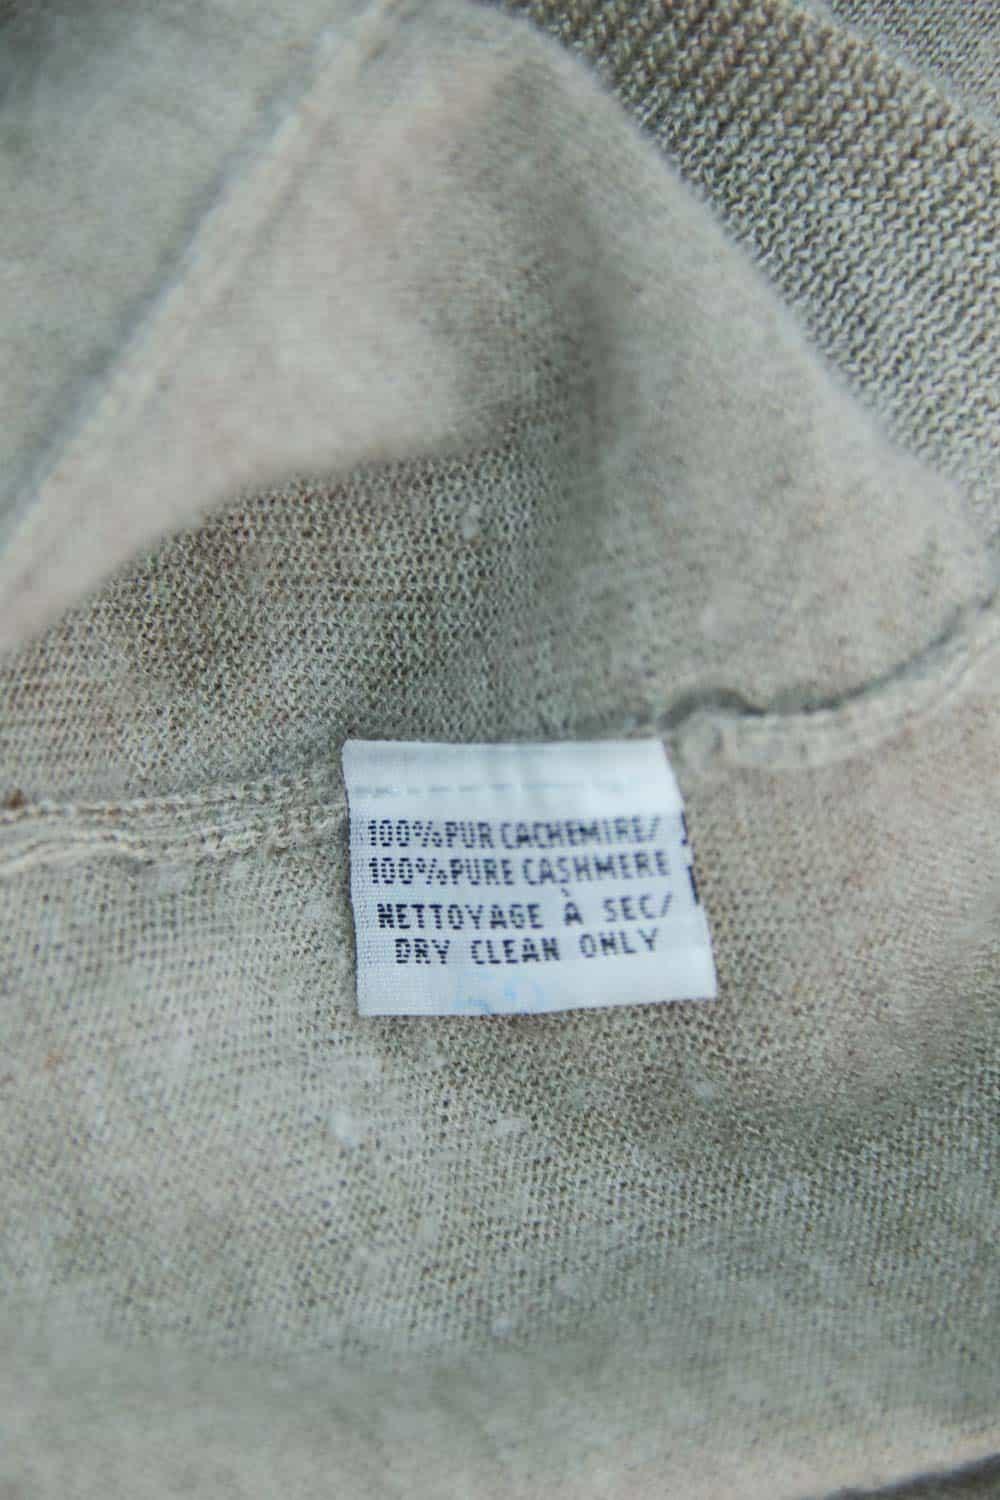 100% PUR CACHEMIRE/
100% PURE CASHMERE
NETTOYAGE À SEC/
DRY CLEAN ONLY